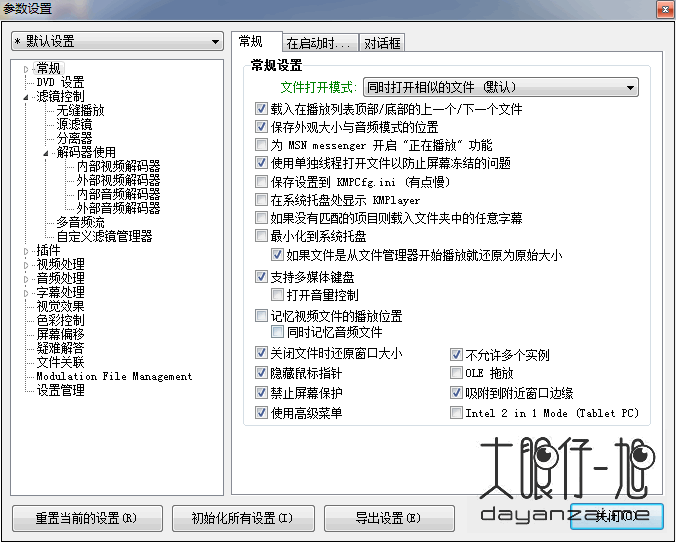 参数设置
* 默认设置
常规
DVD 设置
滤镜控制
无缝播放
源滤镜
分离器
解码器使用
内部视频解码器
外部视频解码器
内部音频解码器
外部音频解码器
多音频流
自定义滤镜管理器
插件
视频处理
音频处理
字幕处理
视觉效果
色彩控制
屏幕偏移
疑难解答
文件关联
Modulation File Management
设置管理
常规 在启动时... 对话框
常规设置
文件打开模式: 同时打开相似的文件 (默认)
载入在播放列表顶部/底部的上一个/下一个文件
保存外观大小与音频模式的位置
为 MSN messenger 开启 "正在播放" 功能
使用单独线程打开文件以防止屏幕冻结的问题
保存设置到 KMPCfg.ini (有点慢)
在系统托盘处显示 KMPlayer
如果没有匹配的项目则载入文件夹中的任意字幕
最小化到系统托盘
如果文件是从文件管理器开始播放就还原为原始大小
支持多媒体键盘
打开音量控制
记忆视频文件的播放位置
同时记忆音频文件
关闭文件时还原窗口大小 不允许多个实例
隐藏鼠标指针 OLE 拖放
禁止屏幕保护 吸附到附近窗口边缘
使用高级菜单 Intel 2 in 1 Mode (Tablet PC)
大眼仔~旭
dayanzai.me
重置当前的设置(R) 初始化所有设置(I) 导出设置(E) 关闭(C)